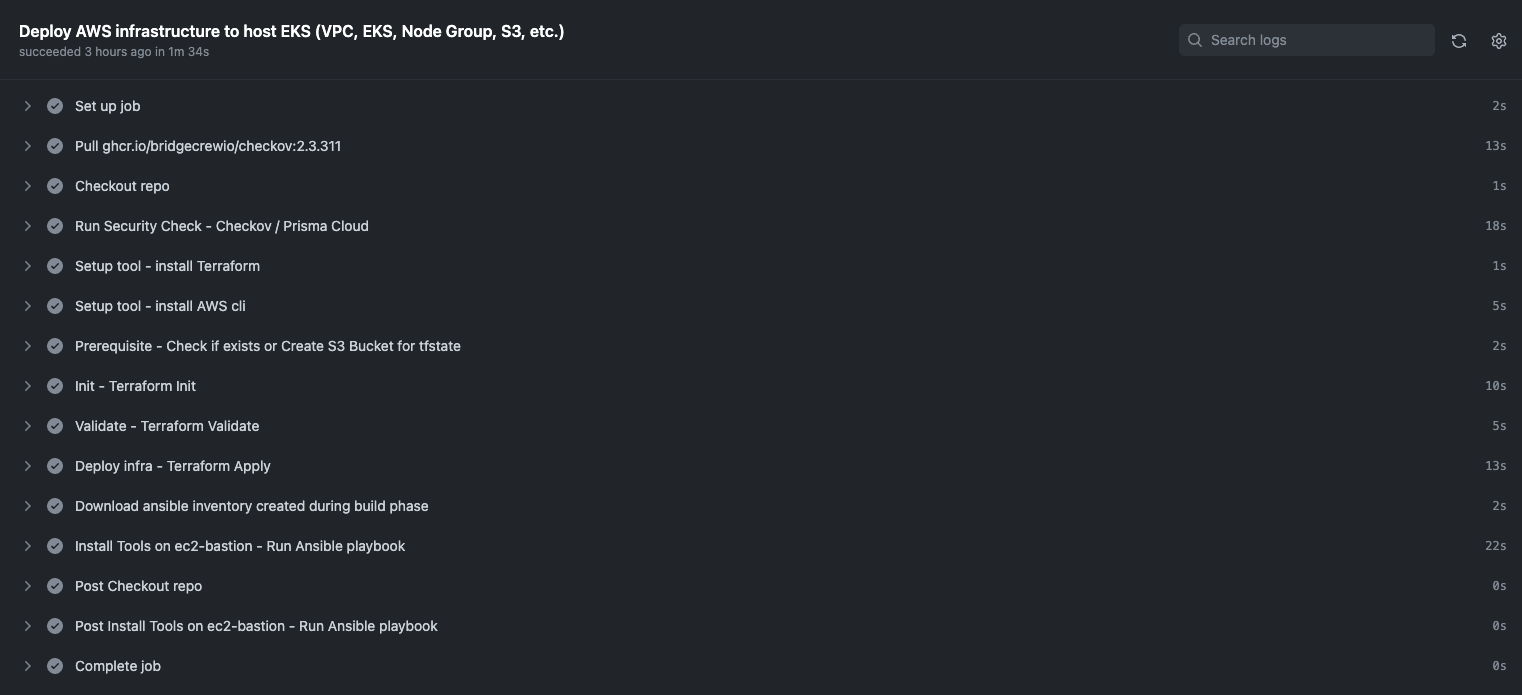 Deploy AWS infrastructure to host EKS (VPC, EKS, Node Group, S3, etc.)
succeeded 3 hours ago in 1m 34s
Search logs
Set up job 2s
Pull ghcr.io/bridgecrewio/checkov:2.3.311 13s
Checkout repo 1s
Run Security Check - Checkov / Prisma Cloud 18s
Setup tool - install Terraform 1s
Setup tool - install AWS cli 5s
Prerequisite - Check if exists or Create S3 Bucket for tfstate 2s
Init - Terraform Init 10s
Validate - Terraform Validate 5s
Deploy infra - Terraform Apply 13s
Download ansible inventory created during build phase 2s
Install Tools on ec2-bastion - Run Ansible playbook 22s
Post Checkout repo 0s
Post Install Tools on ec2-bastion - Run Ansible playbook 0s
Complete job 0s